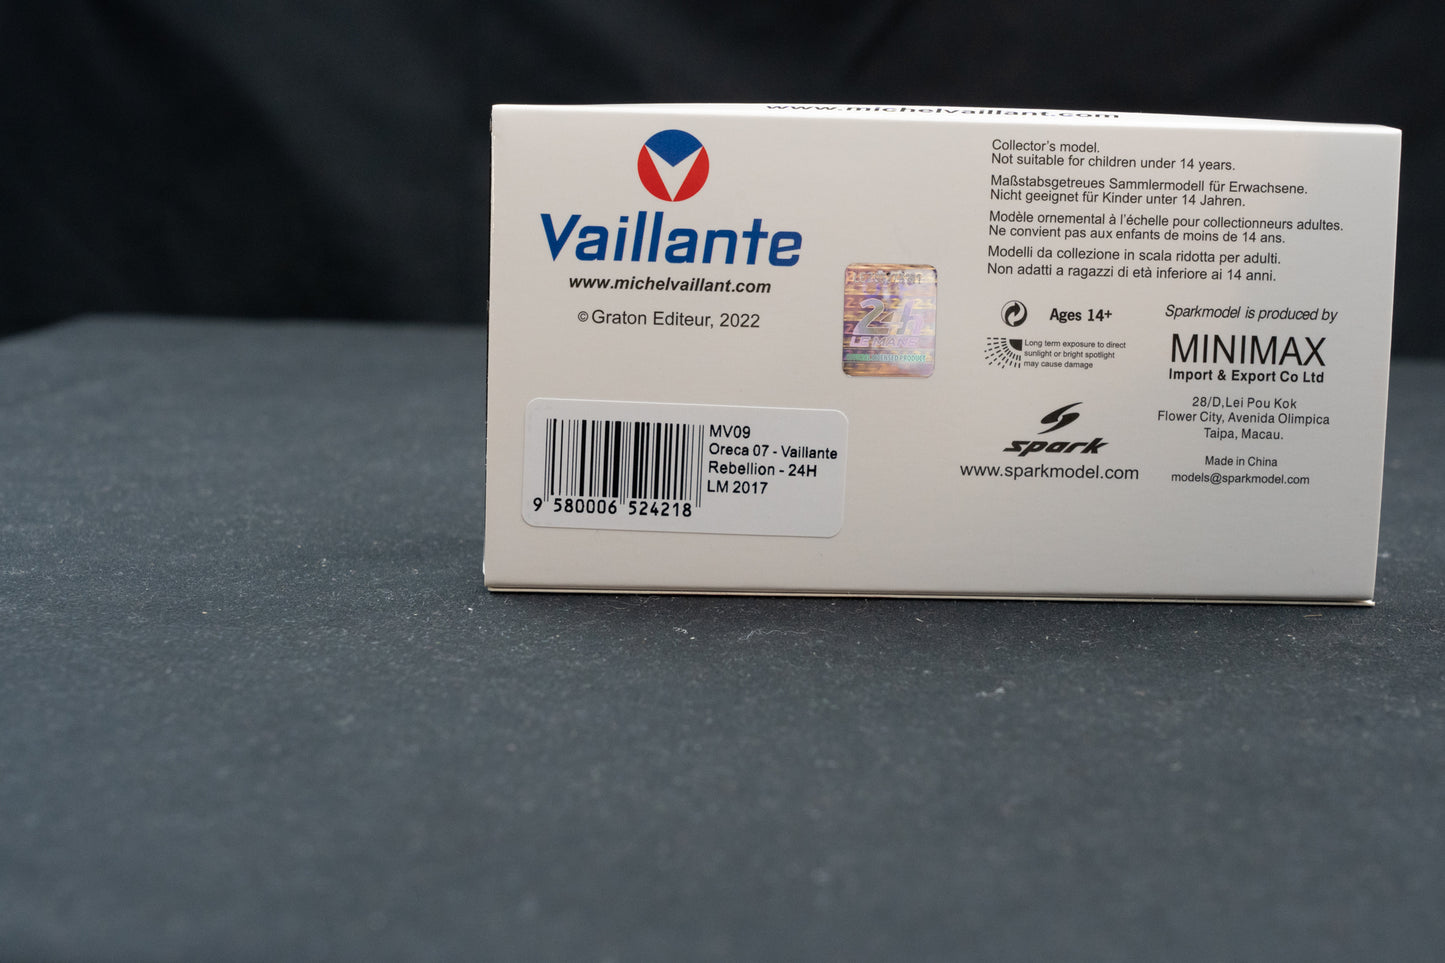 www.michelvaillant.com
Vaillante
www.michelvaillant.com
© Graton Editeur, 2022
24h
LE MANS
MV09
Oreca 07 - Vaillante
Rebellion - 24H
LM 2017
9 580006 524218
Collector's model.
Not suitable for children under 14 years.
Maßstabsgetreues Sammlermodell für Erwachsene.
Nicht geeignet für Kinder unter 14 Jahren.
Modèle ornemental à l'échelle pour collectionneurs adultes.
Ne convient pas aux enfants de moins de 14 ans.
Modelli da collezione in scala ridotta per adulti.
Non adatti a ragazzi di età inferiore ai 14 anni.
Ages 14+
Long term exposure to direct
sunlight or bright spotlight
may cause damage
spark
www.sparkmodel.com
Sparkmodel is produced by
MINIMAX
Import & Export Co Ltd
28/D,Lei Pou Kok
Flower City, Avenida Olimpica
Taipa, Macau.
Made in China
models@sparkmodel.com